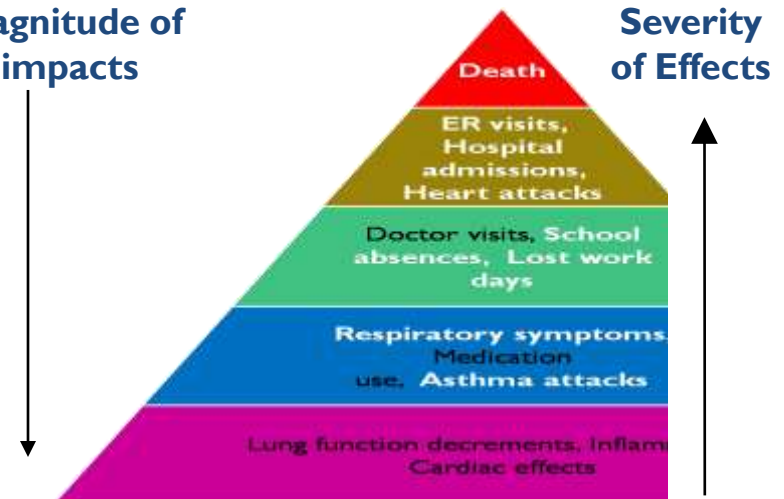 agnitude of
impacts
Severity
of Effects
Death
ER visits,
Hospital
admissions,
Heart attacks
Doctor visits, School
absences, Lost work
days
Respiratory symptoms
Medication
use, Asthma attacks
Lung function decrements, Inflam
Cardiac effects